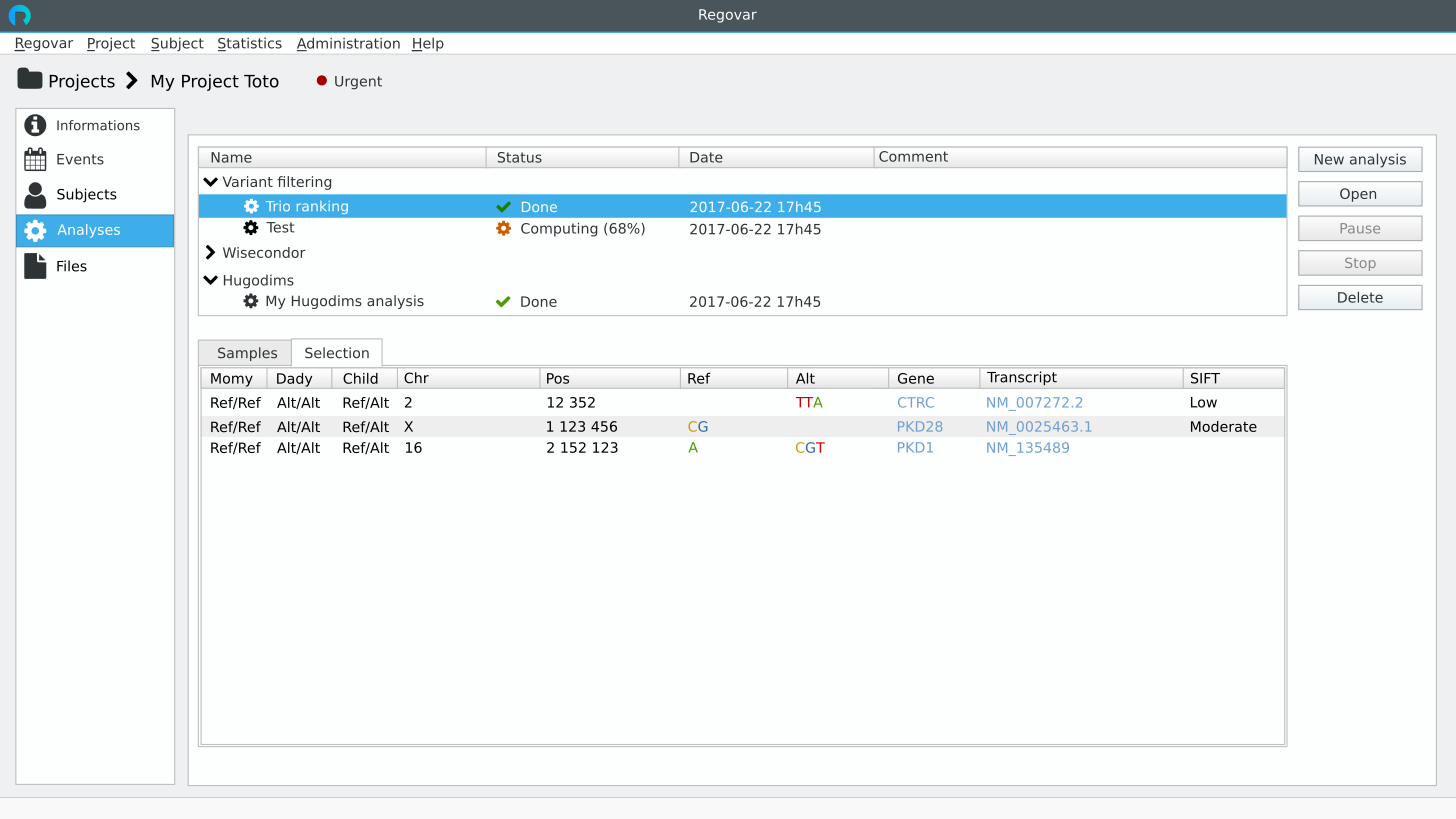 Regovar
Regovar Project Subject Statistics Administration Help
Projects My Project Toto Urgent
Informations
Events
Subjects
Analyses
Files
Name Status Date Comment
Variant filtering
Trio ranking Done 2017-06-22 17h45
Test Computing (68%) 2017-06-22 17h45
Wisecondor
Hugodims
My Hugodims analysis Done 2017-06-22 17h45
New analysis
Open
Pause
Stop
Delete
Samples Selection
Momy Dady Child Chr Pos Ref Alt Gene Transcript SIFT
Ref/Ref Alt/Alt Ref/Alt 2 12 352 TTA CTRC NM_007272.2 Low
Ref/Ref Alt/Alt Ref/Alt X 1 123 456 CG PKD28 NM_0025463.1 Moderate
Ref/Ref Alt/Alt Ref/Alt 16 2 152 123 A CGT PKD1 NM_135489